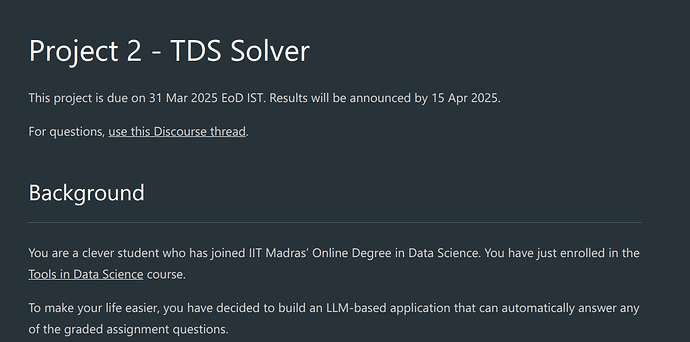 Project 2 - TDS Solver
This project is due on 31 Mar 2025 EoD IST. Results will be announced by 15 Apr 2025.
For questions, use this Discourse thread.
Background
You are a clever student who has joined IIT Madras’ Online Degree in Data Science. You have just enrolled in the
Tools in Data Science course.
To make your life easier, you have decided to build an LLM-based application that can automatically answer any
of the graded assignment questions.